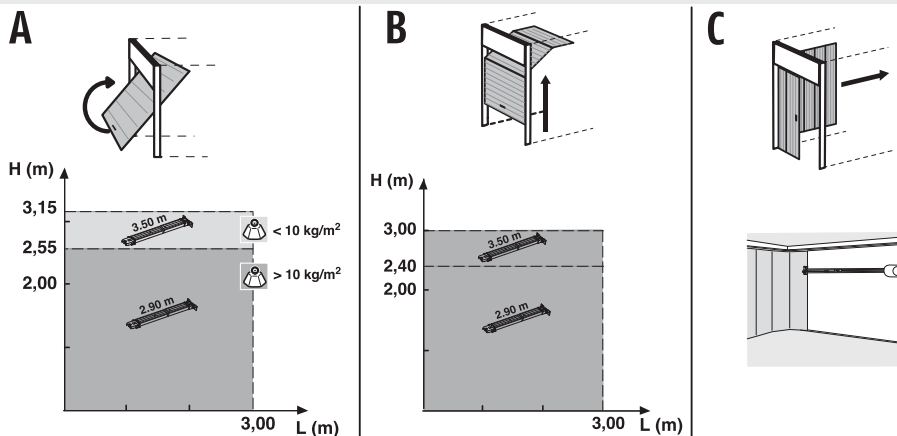 A
H (m)
3,15
2,55
2,00
3.50 m
2.90 m
< 10 kg/m²
> 10 kg/m²
3,00
L (m)
B
H (m)
3,00
2,40
2,00
3.50 m
2.90 m
3,00
L (m)
C